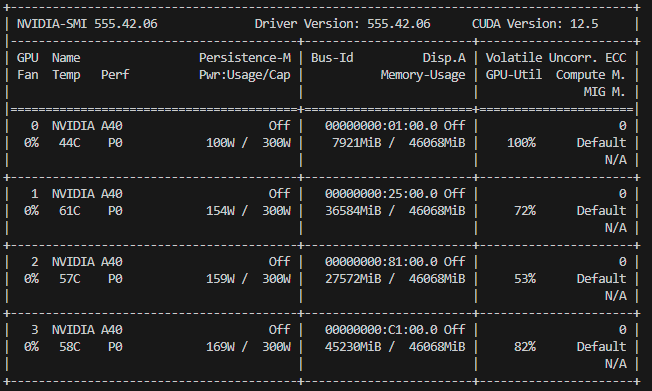 +-----------------------------------------------------------------------------------------+
| NVIDIA-SMI 555.42.06              Driver Version: 555.42.06      CUDA Version: 12.5     |
|-----------------------------------------+------------------------+----------------------+
| GPU  Name                 Persistence-M | Bus-Id          Disp.A | Volatile Uncorr. ECC |
| Fan  Temp   Perf          Pwr:Usage/Cap |           Memory-Usage | GPU-Util  Compute M. |
|                                         |                        |               MIG M. |
|=========================================+========================+======================|
|   0  NVIDIA A40                     Off |   00000000:01:00.0 Off |                    0 |
|  0%   44C    P0            100W /  300W |    7921MiB /  46068MiB |    100%      Default |
|                                         |                        |                  N/A |
+-----------------------------------------+------------------------+----------------------+
|   1  NVIDIA A40                     Off |   00000000:25:00.0 Off |                    0 |
|  0%   61C    P0            154W /  300W |   36584MiB /  46068MiB |     72%      Default |
|                                         |                        |                  N/A |
+-----------------------------------------+------------------------+----------------------+
|   2  NVIDIA A40                     Off |   00000000:81:00.0 Off |                    0 |
|  0%   57C    P0            159W /  300W |   27572MiB /  46068MiB |     53%      Default |
|                                         |                        |                  N/A |
+-----------------------------------------+------------------------+----------------------+
|   3  NVIDIA A40                     Off |   00000000:C1:00.0 Off |                    0 |
|  0%   58C    P0            169W /  300W |   45230MiB /  46068MiB |     82%      Default |
|                                         |                        |                  N/A |
+-----------------------------------------+------------------------+----------------------+